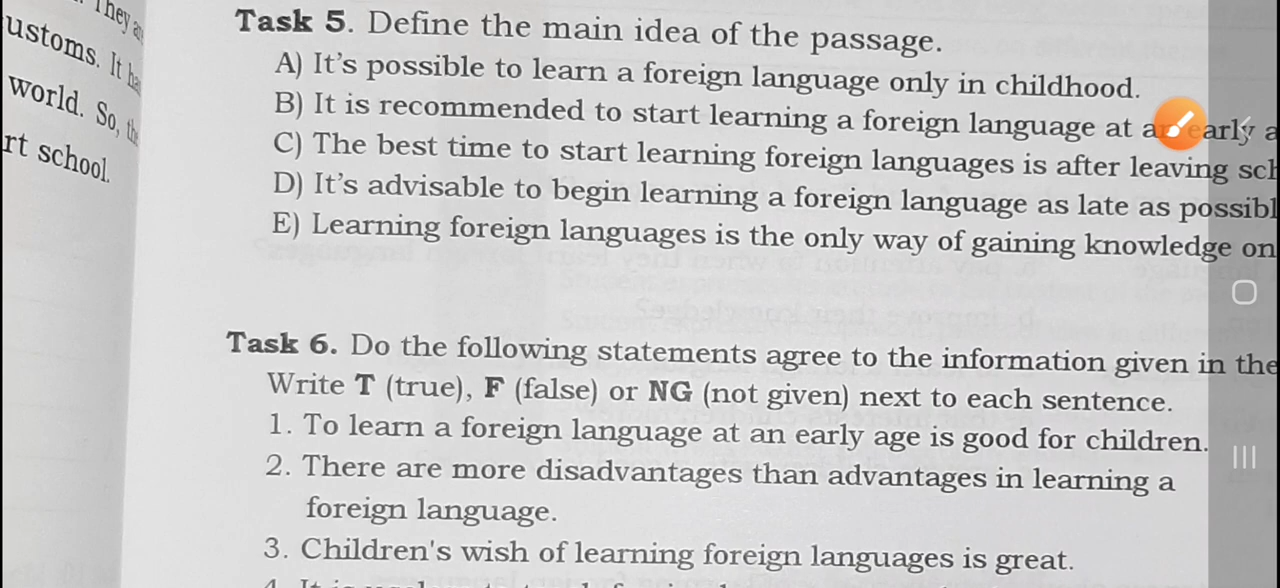 They
ustoms. It
world. So,
rt school.
Task 5. Define the main idea of the passage.
A) It's possible to learn a foreign language only in childhood.
B) It is recommended to start learning a foreign language at early
C) The best time to start learning foreign languages is after leaving
D) It's advisable to begin learning a foreign language as late as
E) Learning foreign languages is the only way of gaining knowledge on
Task 6. Do the following statements agree to the information given in the
Write T (true), F (false) or NG (not given) next to each sentence.
1. To learn a foreign language at an early age is good for children.
2. There are more disadvantages than advantages in learning a
foreign language.
3. Children's wish of learning foreign languages is great.